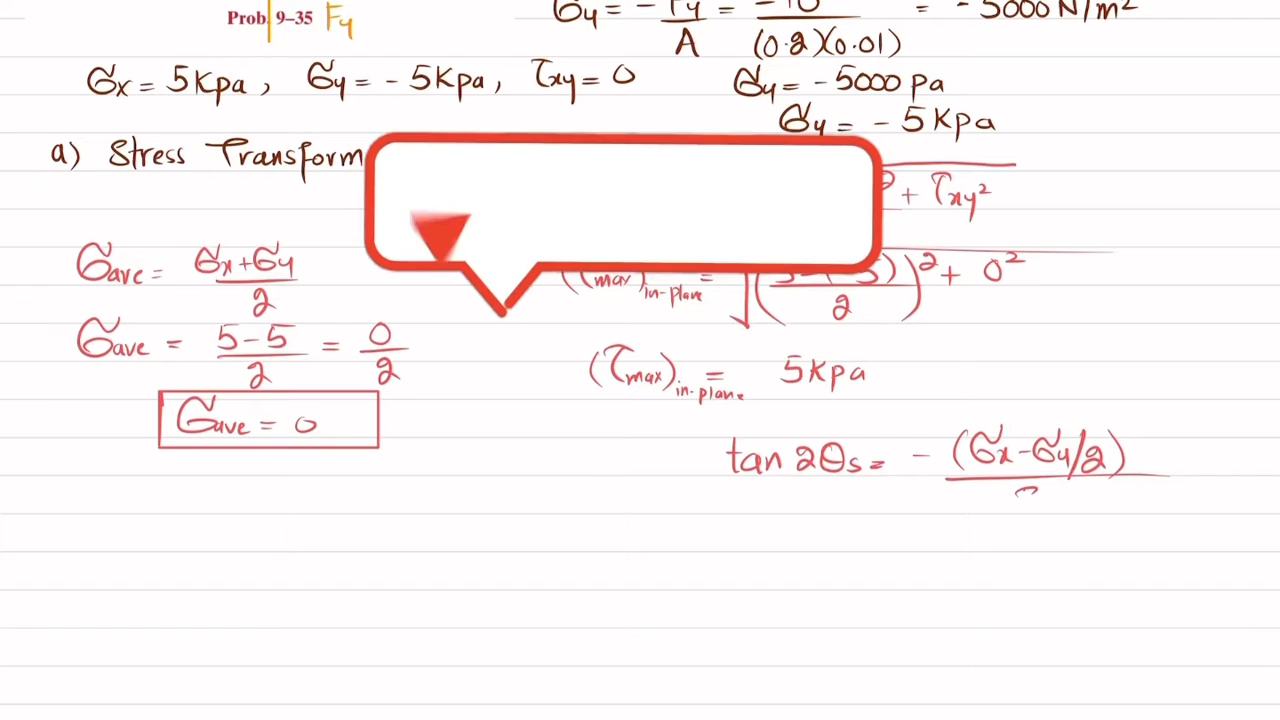 Prob. 9–35 Fy
σy = - Fy/A = -10/(0.2)(0.01) = - 5000 N/m²
σx = 5 Kpa, σy = - 5 Kpa, τxy = 0
σy = - 5000 pa
σy = - 5 Kpa
a) Stress Transform
² + τxy²
σave = σx+σy/2
(τmax)in-plane = √(5-(-5)/2)² + 0²
σave = 5-5/2 = 0/2
(τmax)in-plane = 5 Kpa
σave = 0
tan 2θs = - (σx-σy/2)